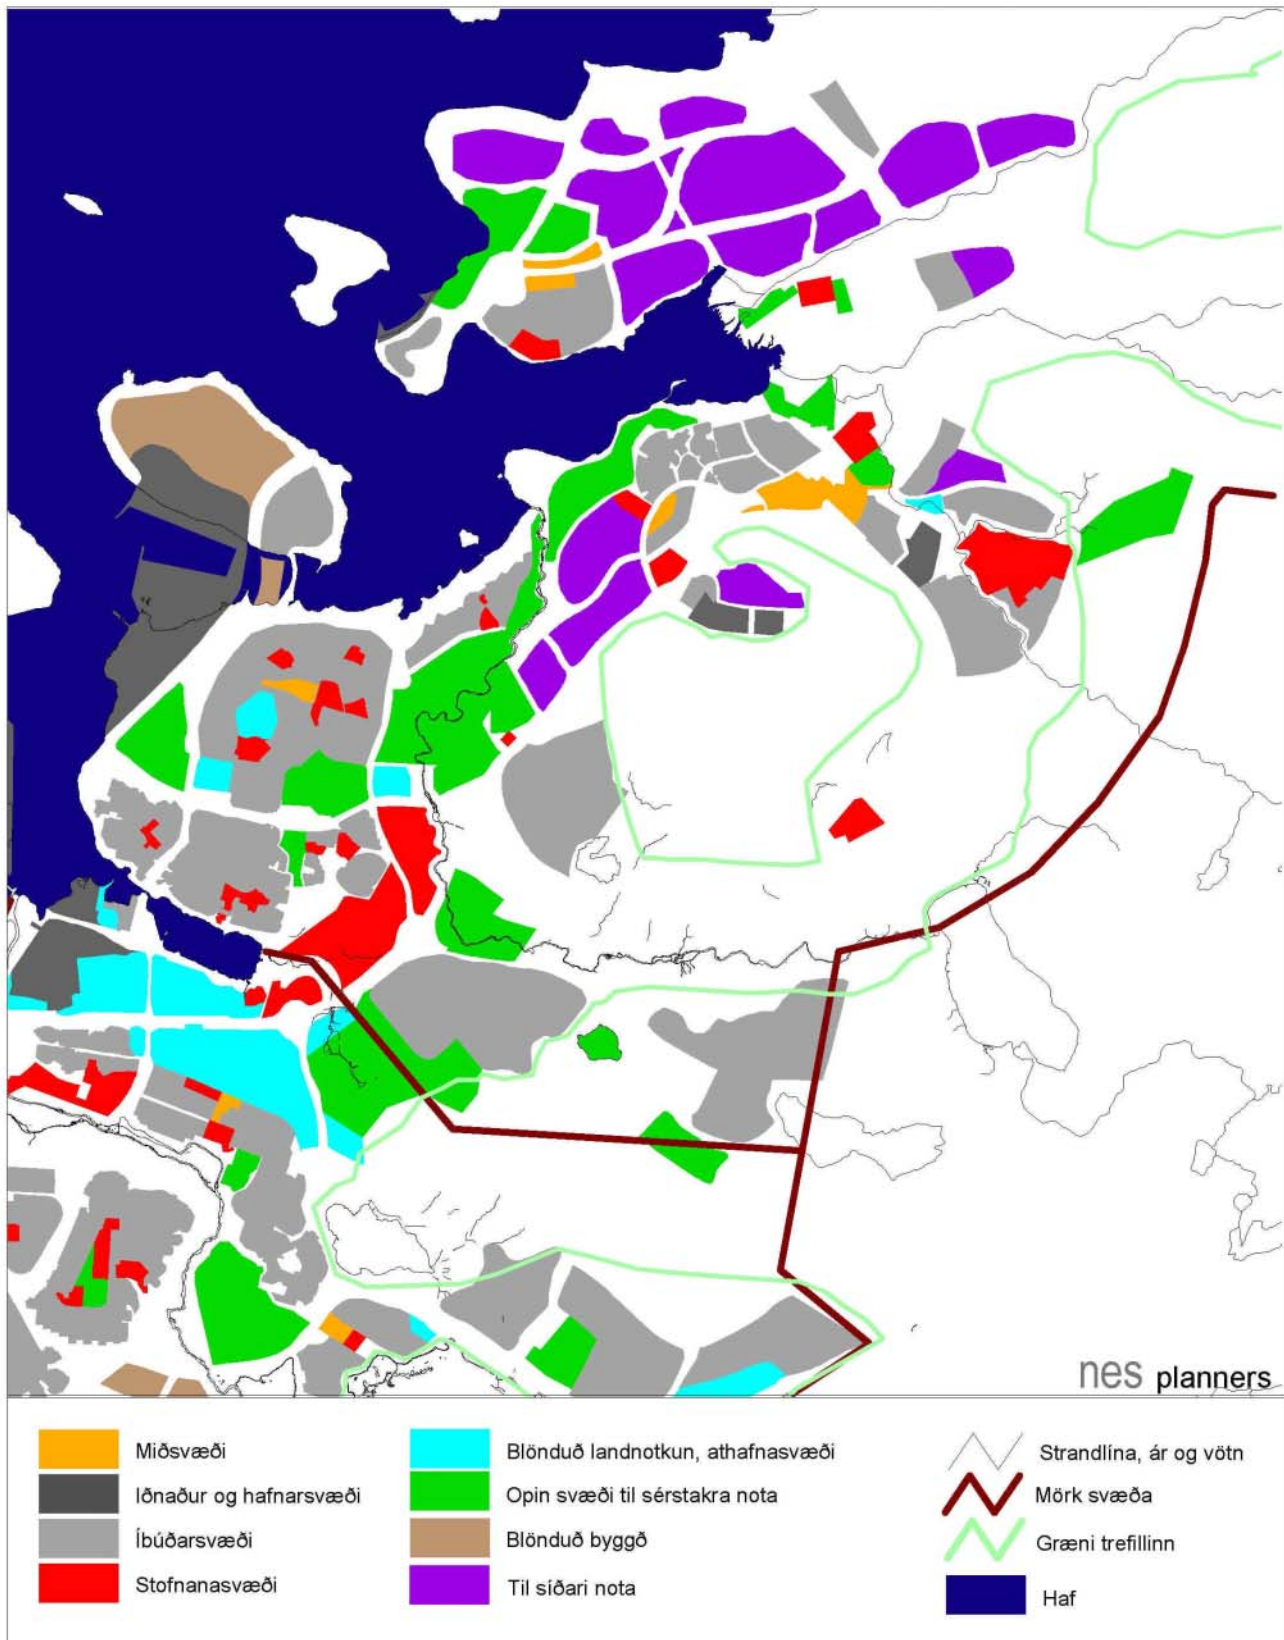 nes planners
Miðsvæði
Iðnaður og hafnarsvæði
Íbúðarsvæði
Stofnanasvæði
Blönduð landnotkun, athafnasvæði
Opin svæði til sérstakra nota
Blönduð byggð
Til síðari nota
Strandlína, ár og vötn
Mörk svæða
Græni trefillinn
Haf